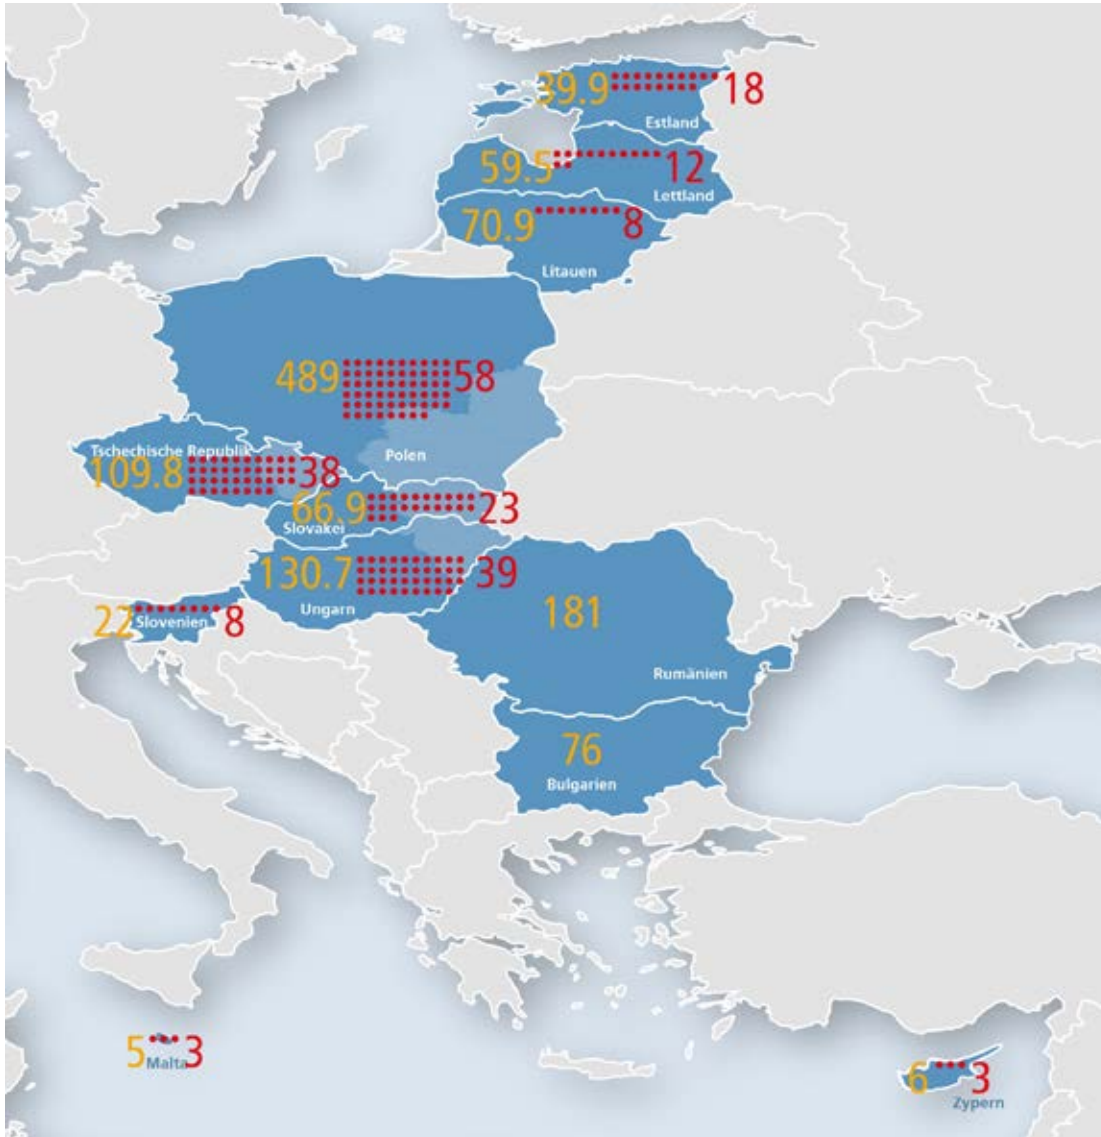 39.9 18
Estland
59.5 12
Lettland
70.9 8
Litauen
489 58
Polen
Tschechische Republik
109.8 38
66.9 23
Slovakei
130.7 39
Ungarn
22 8
Slovenien
181
Rumänien
76
Bulgarien
5 3
Malta
6 3
Zypern